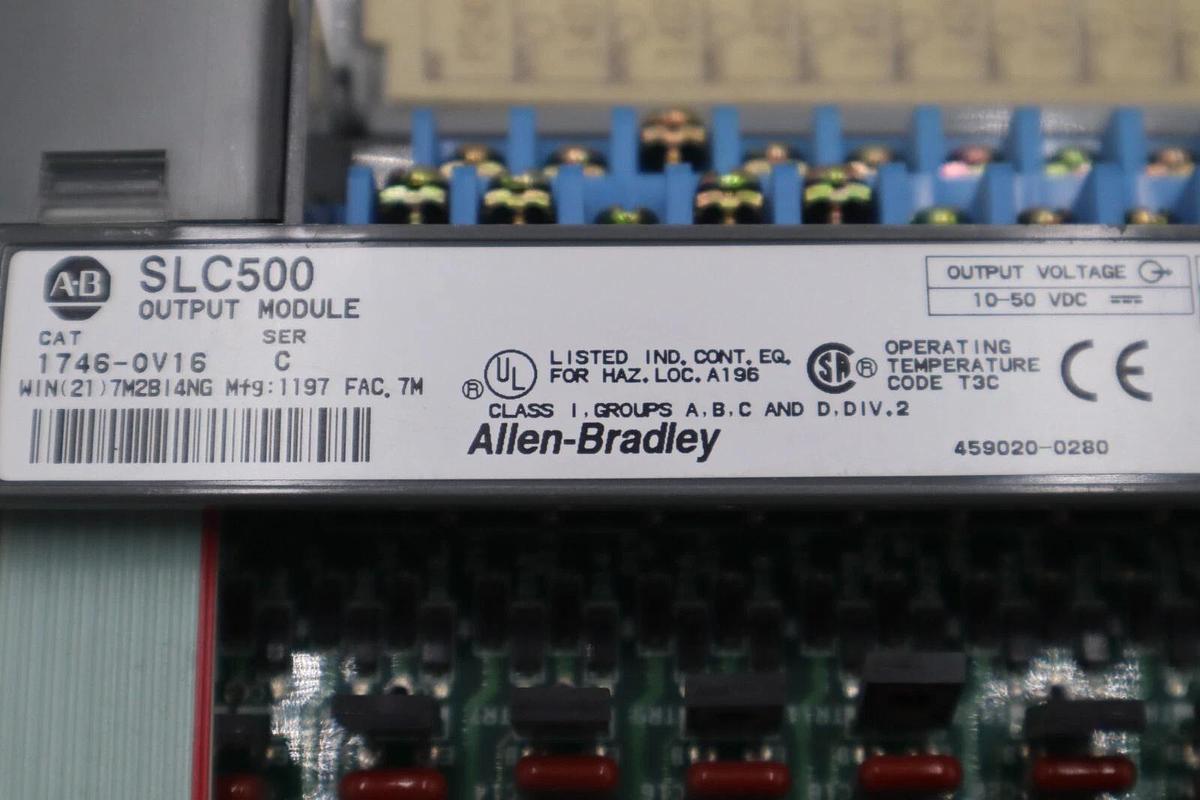 A-B SLC500
OUTPUT MODULE
CAT SER
1746-OV16 C
WIN(21)7M2BI4NG Mfg:1197 FAC. 7M
® UL LISTED IND. CONT. EQ.
FOR HAZ. LOC. A196
CLASS I, GROUPS A, B, C AND D, DIV.2
Allen-Bradley
SA ® OPERATING
TEMPERATURE
CODE T3C
CE
OUTPUT VOLTAGE
10-50 VDC
459020-0280